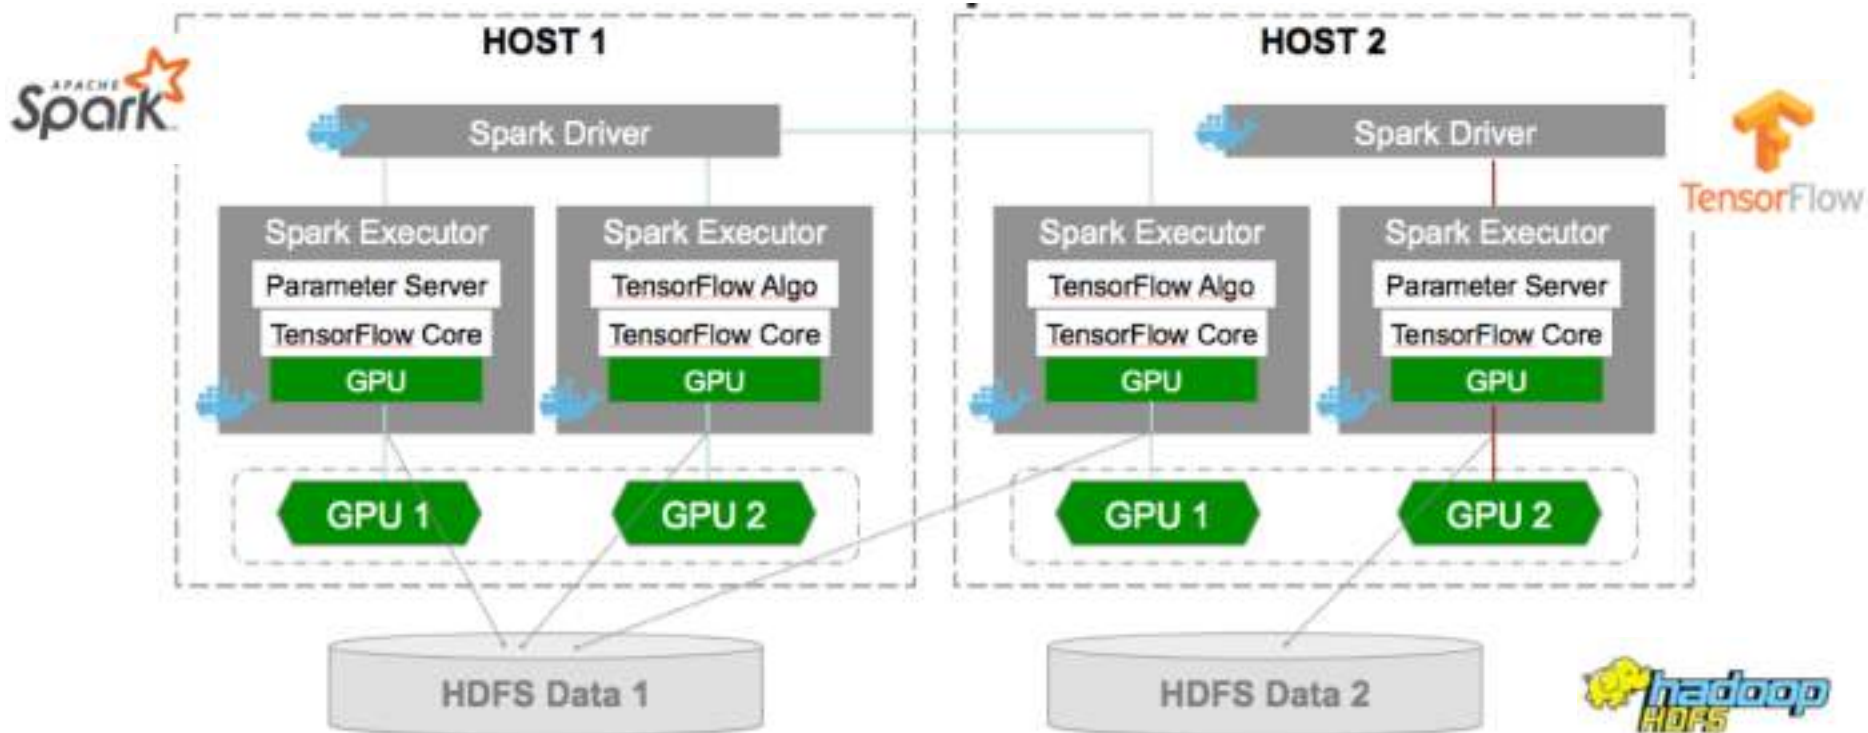 HOST 1
HOST 2
APACHE
Spark
TensorFlow
Spark Driver
Spark Driver
Spark Executor
Parameter Server
TensorFlow Core
GPU
Spark Executor
TensorFlow Algo
TensorFlow Core
GPU
Spark Executor
TensorFlow Algo
TensorFlow Core
GPU
Spark Executor
Parameter Server
TensorFlow Core
GPU
GPU 1
GPU 2
GPU 1
GPU 2
HDFS Data 1
HDFS Data 2
hadoop
HDFS